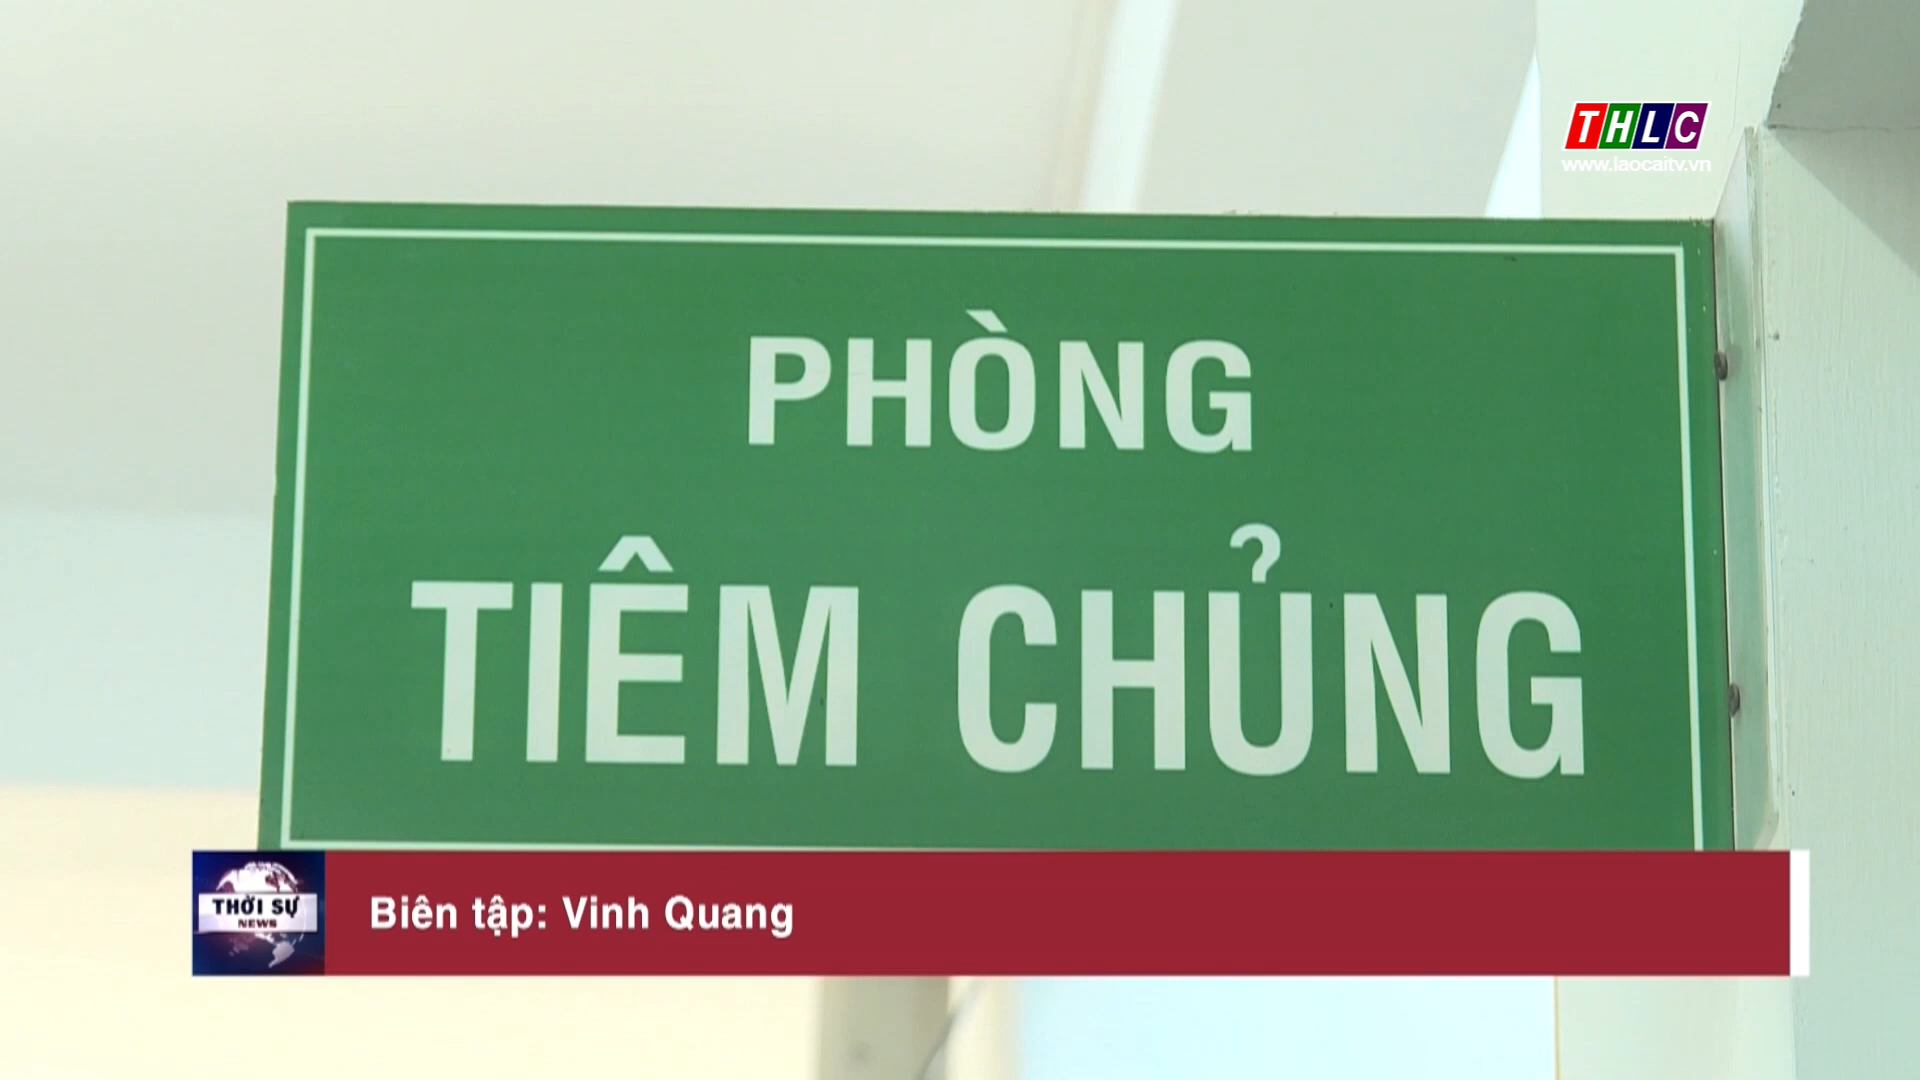 THLC
www.laocaitv.vn
PHÒNG
TIÊM CHỦNG
THỜI SỰ
NEWS
Biên tập: Vinh Quang